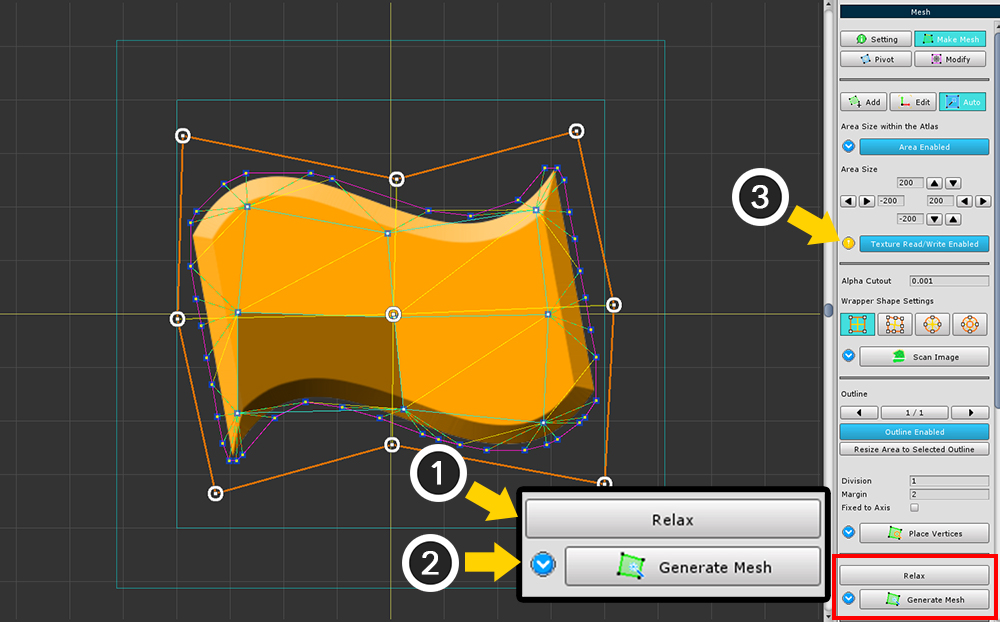 Mesh
Setting Make Mesh
Pivot Modify
Add Edit Auto
Area Size within the Atlas
Area Enabled
Area Size
200
-200 200
-200
Texture Read/Write Enabled
Alpha Cutout 0.001
Wrapper Shape Settings
Scan Image
Outline
1 / 1
Outline Enabled
Resize Area to Selected Outline
Division 1
Margin 2
Fixed to Axis
Place Vertices
Relax
Generate Mesh
3
1
Relax
2
Generate Mesh